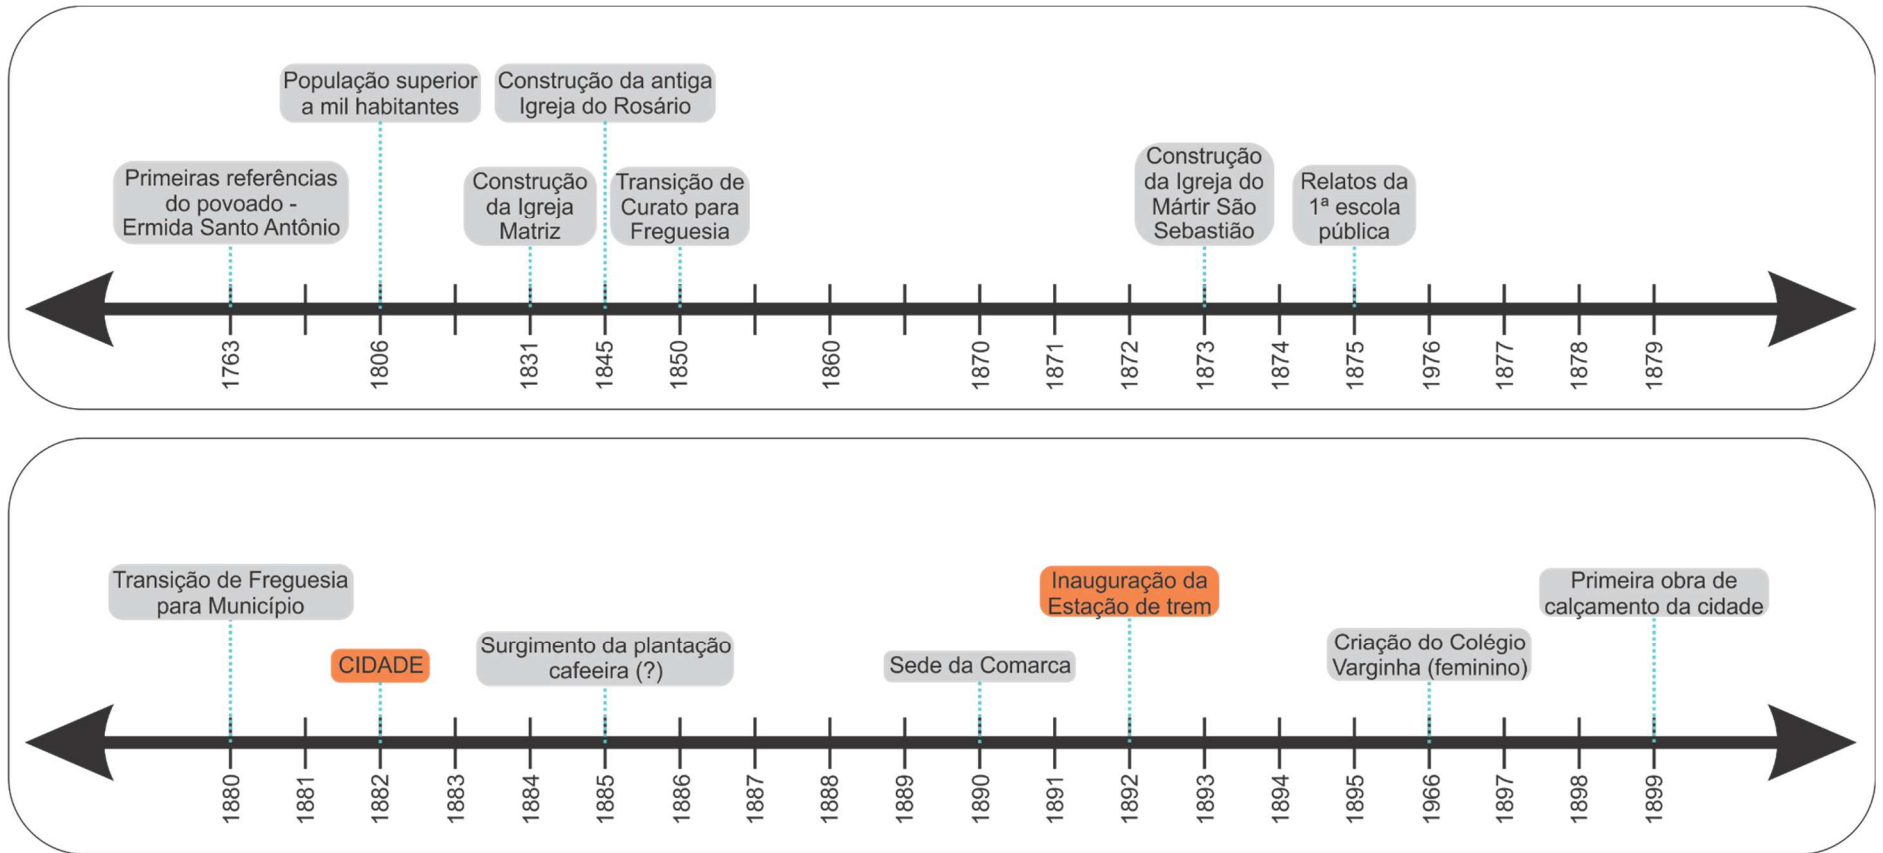 População superior
a mil habitantes
Construção da antiga
Igreja do Rosário
Primeiras referências
do povoado -
Ermida Santo Antônio
Construção
da Igreja
Matriz
Transição de
Curato para
Freguesia
Construção
da Igreja do
Mártir São
Sebastião
Relatos da
1ª escola
pública
1763
1806
1831
1845
1850
1860
1870
1871
1872
1873
1874
1875
1976
1877
1878
1879
Transição de Freguesia
para Município
CIDADE
Surgimento da plantação
cafeeira (?)
Sede da Comarca
Inauguração da
Estação de trem
Criação do Colégio
Varginha (feminino)
Primeira obra de
calçamento da cidade
1880
1881
1882
1883
1884
1885
1886
1887
1888
1889
1890
1891
1892
1893
1894
1895
1966
1897
1898
1899